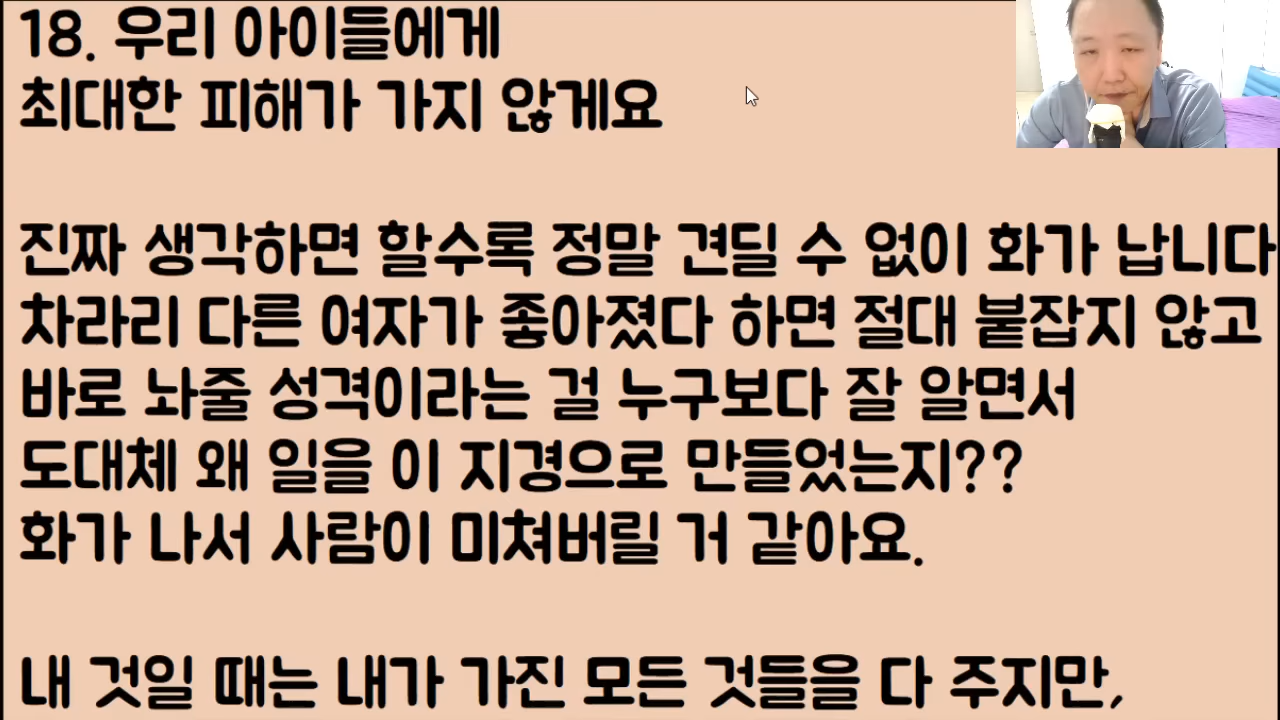 18. 우리 아이들에게
최대한 피해가 가지 않게요
진짜 생각하면 할수록 정말 견딜 수 없이 화가 납니다
차라리 다른 여자가 좋아졌다 하면 절대 붙잡지 않고
바로 놔줄 성격이라는 걸 누구보다 잘 알면서
도대체 왜 일을 이 지경으로 만들었는지??
화가 나서 사람이 미쳐버릴 거 같아요.
내 것일 때는 내가 가진 모든 것들을 다 주지만,